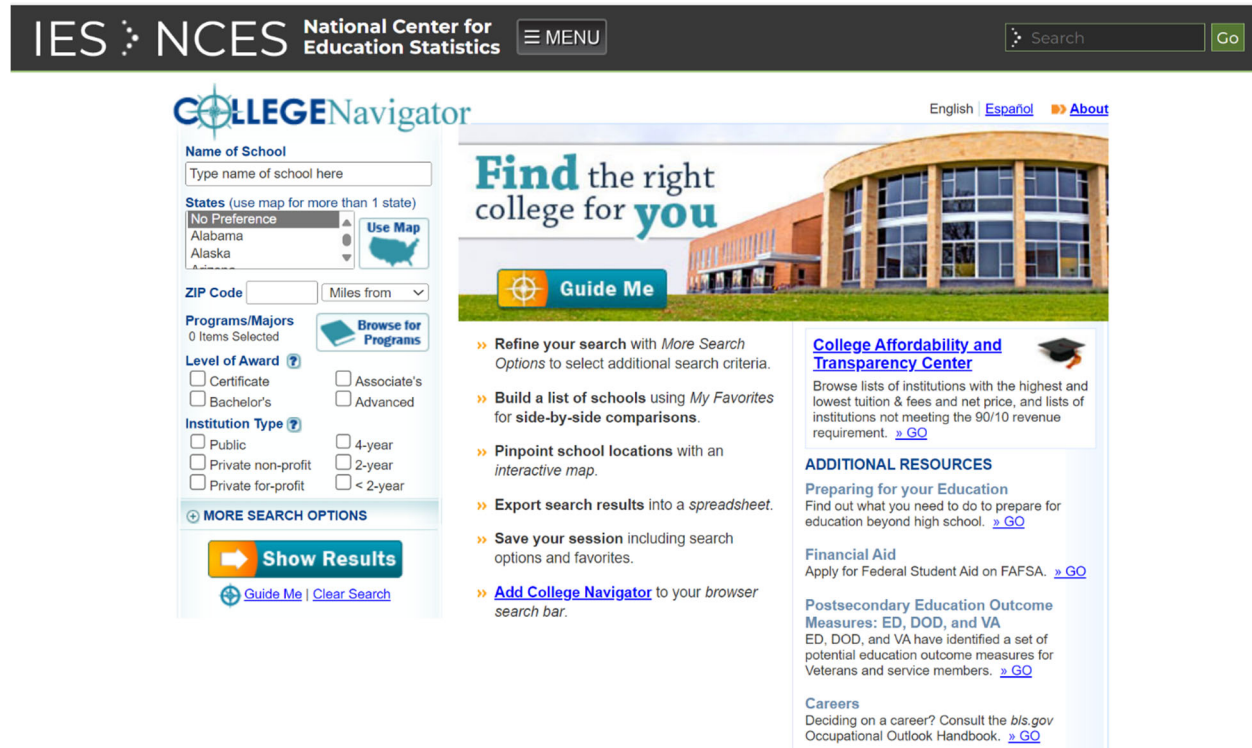 IES NCES National Center for
Education Statistics
MENU
Search
Go
COLLEGENavigator
English
Español
About
Name of School
Type name of school here
States (use map for more than 1 state)
No Preference
Alabama
Alaska
Arizona
Use Map
ZIP Code
Miles from
Programs/Majors
0 Items Selected
Browse for
Programs
Level of Award ?
Certificate
Associate's
Bachelor's
Advanced
Institution Type ?
Public
4-year
Private non-profit
2-year
Private for-profit
< 2-year
MORE SEARCH OPTIONS
Show Results
Guide Me | Clear Search
Find the right
college for you
Guide Me
» Refine your search with More Search
Options to select additional search criteria.
» Build a list of schools using My Favorites
for side-by-side comparisons.
» Pinpoint school locations with an
interactive map.
» Export search results into a spreadsheet.
» Save your session including search
options and favorites.
» Add College Navigator to your browser
search bar.
College Affordability and
Transparency Center
Browse lists of institutions with the highest and
lowest tuition & fees and net price, and lists of
institutions not meeting the 90/10 revenue
requirement. » GO
ADDITIONAL RESOURCES
Preparing for your Education
Find out what you need to do to prepare for
education beyond high school. » GO
Financial Aid
Apply for Federal Student Aid on FAFSA. » GO
Postsecondary Education Outcome
Measures: ED, DOD, and VA
ED, DOD, and VA have identified a set of
potential education outcome measures for
Veterans and service members. » GO
Careers
Deciding on a career? Consult the bls.gov
Occupational Outlook Handbook. » GO